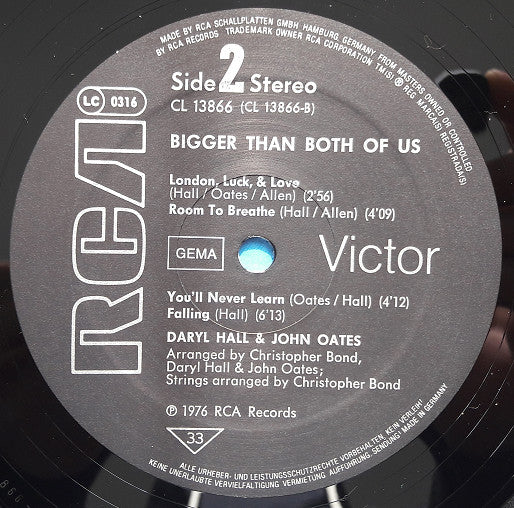 MADE BY RCA SCHALLPLATTEN GMBH HAMBURG, GERMANY FROM MASTERS OWNED OR CONTROLLED
BY RCA RECORDS TRADEMARK OWNER RCA CORPORATION TM(S) ® REG MARCA(S) REGISTRADA(S)
Side 2 Stereo
LC 0316
CL 13866 (CL 13866-B)
RCA
BIGGER THAN BOTH OF US
London, Luck, & Love
(Hall / Oates / Allen) (2'56)
Room To Breathe (Hall / Allen) (4'09)
GEMA
Victor
You'll Never Learn (Oates / Hall) (4'12)
Falling (Hall) (6'13)
DARYL HALL & JOHN OATES
Arranged by Christopher Bond,
Daryl Hall & John Oates;
Strings arranged by Christopher Bond
℗ 1976 RCA Records
33
ALLE URHEBER- UND LEISTUNGSSCHUTZRECHTE VORBEHALTEN. KEIN VERLEIH!
KEINE UNERLAUBTE VERVIELFÄLTIGUNG, VERMIETUNG, AUFFÜHRUNG, SENDUNG! MADE IN GERMANY